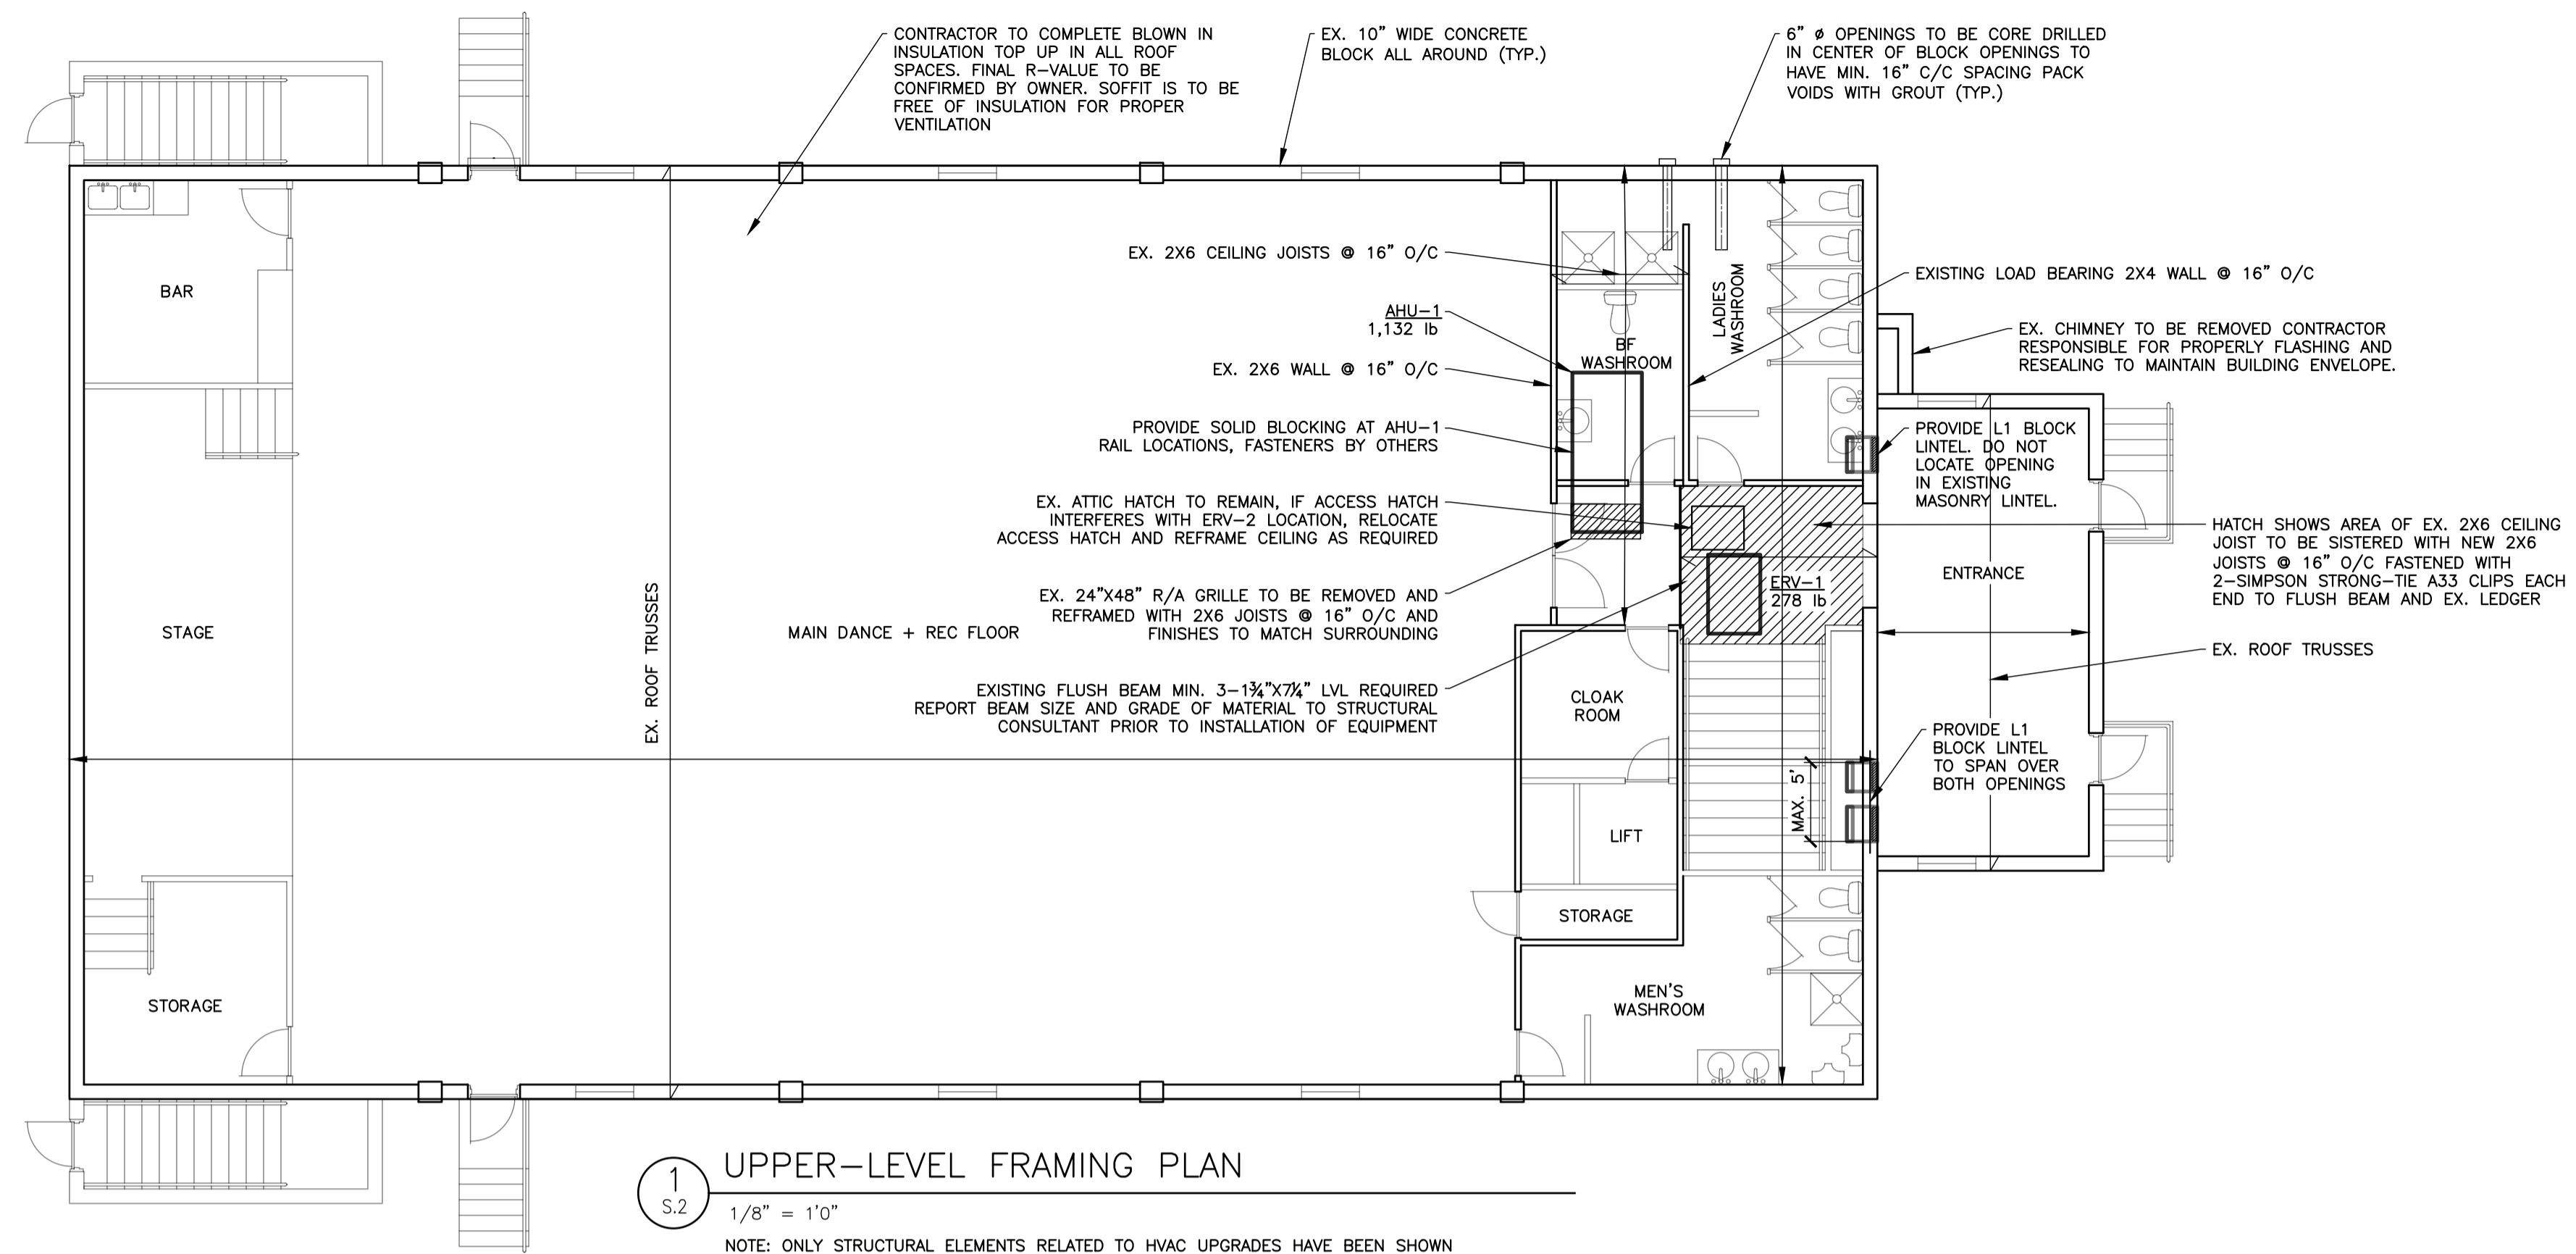 CONTRACTOR TO COMPLETE BLOWN IN
INSULATION TOP UP IN ALL ROOF
SPACES. FINAL R-VALUE TO BE
CONFIRMED BY OWNER. SOFFIT IS TO BE
FREE OF INSULATION FOR PROPER
VENTILATION
EX. 10" WIDE CONCRETE
BLOCK ALL AROUND (TYP.)
6" ø OPENINGS TO BE CORE DRILLED
IN CENTER OF BLOCK OPENINGS TO
HAVE MIN. 16" C/C SPACING PACK
VOIDS WITH GROUT (TYP.)
BAR
STAGE
STORAGE
EX. ROOF TRUSSES
MAIN DANCE + REC FLOOR
EX. 2X6 CEILING JOISTS @ 16" O/C
AHU-1
1,132 lb
EX. 2X6 WALL @ 16" O/C
PROVIDE SOLID BLOCKING AT AHU-1
RAIL LOCATIONS, FASTENERS BY OTHERS
EX. ATTIC HATCH TO REMAIN, IF ACCESS HATCH
INTERFERES WITH ERV-2 LOCATION, RELOCATE
ACCESS HATCH AND REFRAME CEILING AS REQUIRED
EX. 24"X48" R/A GRILLE TO BE REMOVED AND
REFRAMED WITH 2X6 JOISTS @ 16" O/C AND
FINISHES TO MATCH SURROUNDING
EXISTING FLUSH BEAM MIN. 3-1¾"X7¼" LVL REQUIRED
REPORT BEAM SIZE AND GRADE OF MATERIAL TO STRUCTURAL
CONSULTANT PRIOR TO INSTALLATION OF EQUIPMENT
BF
WASHROOM
LADIES
WASHROOM
ERV-1
278 lb
CLOAK
ROOM
LIFT
STORAGE
MEN'S
WASHROOM
MAX. 5'
EXISTING LOAD BEARING 2X4 WALL @ 16" O/C
EX. CHIMNEY TO BE REMOVED CONTRACTOR
RESPONSIBLE FOR PROPERLY FLASHING AND
RESEALING TO MAINTAIN BUILDING ENVELOPE.
PROVIDE L1 BLOCK
LINTEL. DO NOT
LOCATE OPENING
IN EXISTING
MASONRY LINTEL.
ENTRANCE
HATCH SHOWS AREA OF EX. 2X6 CEILING
JOIST TO BE SISTERED WITH NEW 2X6
JOISTS @ 16" O/C FASTENED WITH
2-SIMPSON STRONG-TIE A33 CLIPS EACH
END TO FLUSH BEAM AND EX. LEDGER
EX. ROOF TRUSSES
PROVIDE L1
BLOCK LINTEL
TO SPAN OVER
BOTH OPENINGS
1
S.2
UPPER-LEVEL FRAMING PLAN
1/8" = 1'0"
NOTE: ONLY STRUCTURAL ELEMENTS RELATED TO HVAC UPGRADES HAVE BEEN SHOWN